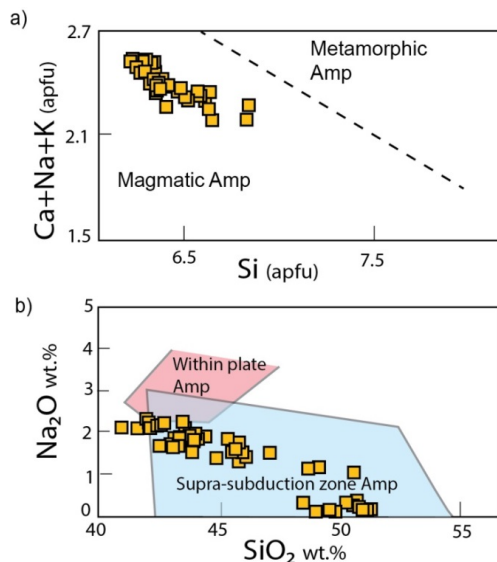 a)
2.7
2.1
1.5
Ca+Na+K (apfu)
Metamorphic
Amp
Magmatic Amp
6.5
7.5
Si (apfu)
b)
5
4
3
2
1
0
Na₂O wt.%
Within plate
Amp
Supra-subduction zone Amp
40
45
50
55
SiO₂ wt.%